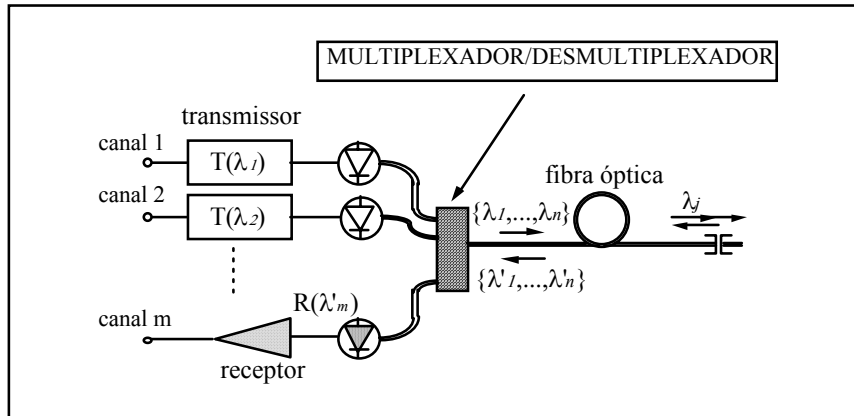 MULTIPLEXADOR/DESMULTIPLEXADOR
transmissor
canal 1
T(λ1)
canal 2
T(λ2)
fibra óptica
{λ1,...,λn}
λj
{λ'1,...,λ'n}
R(λ'm)
canal m
receptor